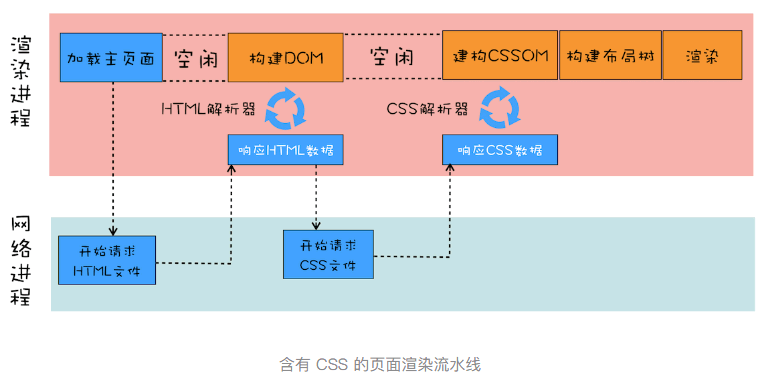 渲染进程
加载主页面
空闲
构建DOM
空闲
建构CSSOM
构建布局树
渲染
HTML解析器
CSS解析器
响应HTML数据
响应CSS数据
网络进程
开始请求
HTML文件
开始请求
CSS文件
含有 CSS 的页面渲染流水线